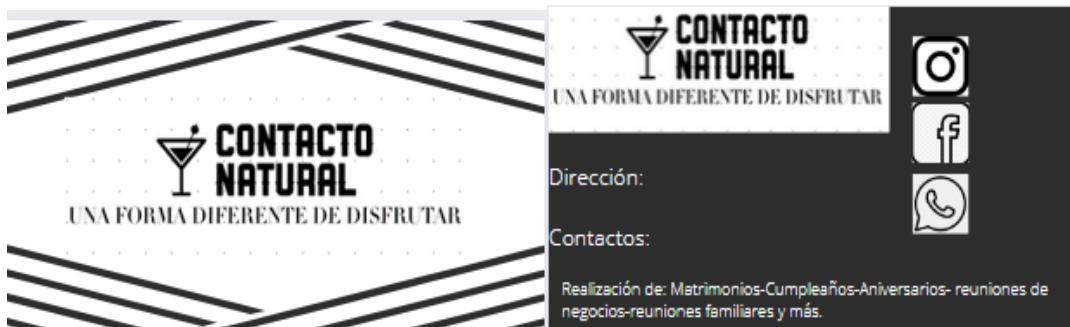 CONTACTO
NATURAL
UNA FORMA DIFERENTE DE DISFRUTAR
CONTACTO
NATURAL
UNA FORMA DIFERENTE DE DISFRUTAR
Dirección:
Contactos:
Realización de: Matrimonios-Cumpleaños-Aniversarios- reuniones de
negocios-reuniones familiares y más.